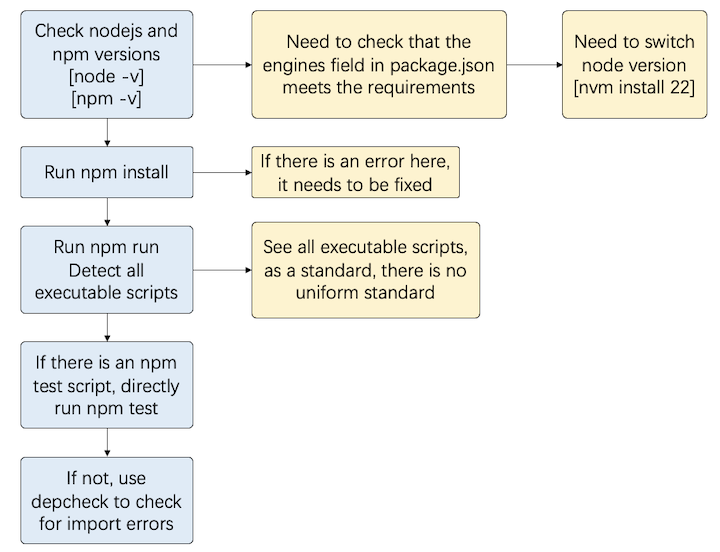 Check nodejs and
npm versions
[node -v]
[npm -v]
Need to check that the
engines field in package.json
meets the requirements
Need to switch
node version
[nvm install 22]
Run npm install
If there is an error here,
it needs to be fixed
Run npm run
Detect all
executable scripts
See all executable scripts,
as a standard, there is no
uniform standard
If there is an npm
test script, directly
run npm test
If not, use
depcheck to check
for import errors